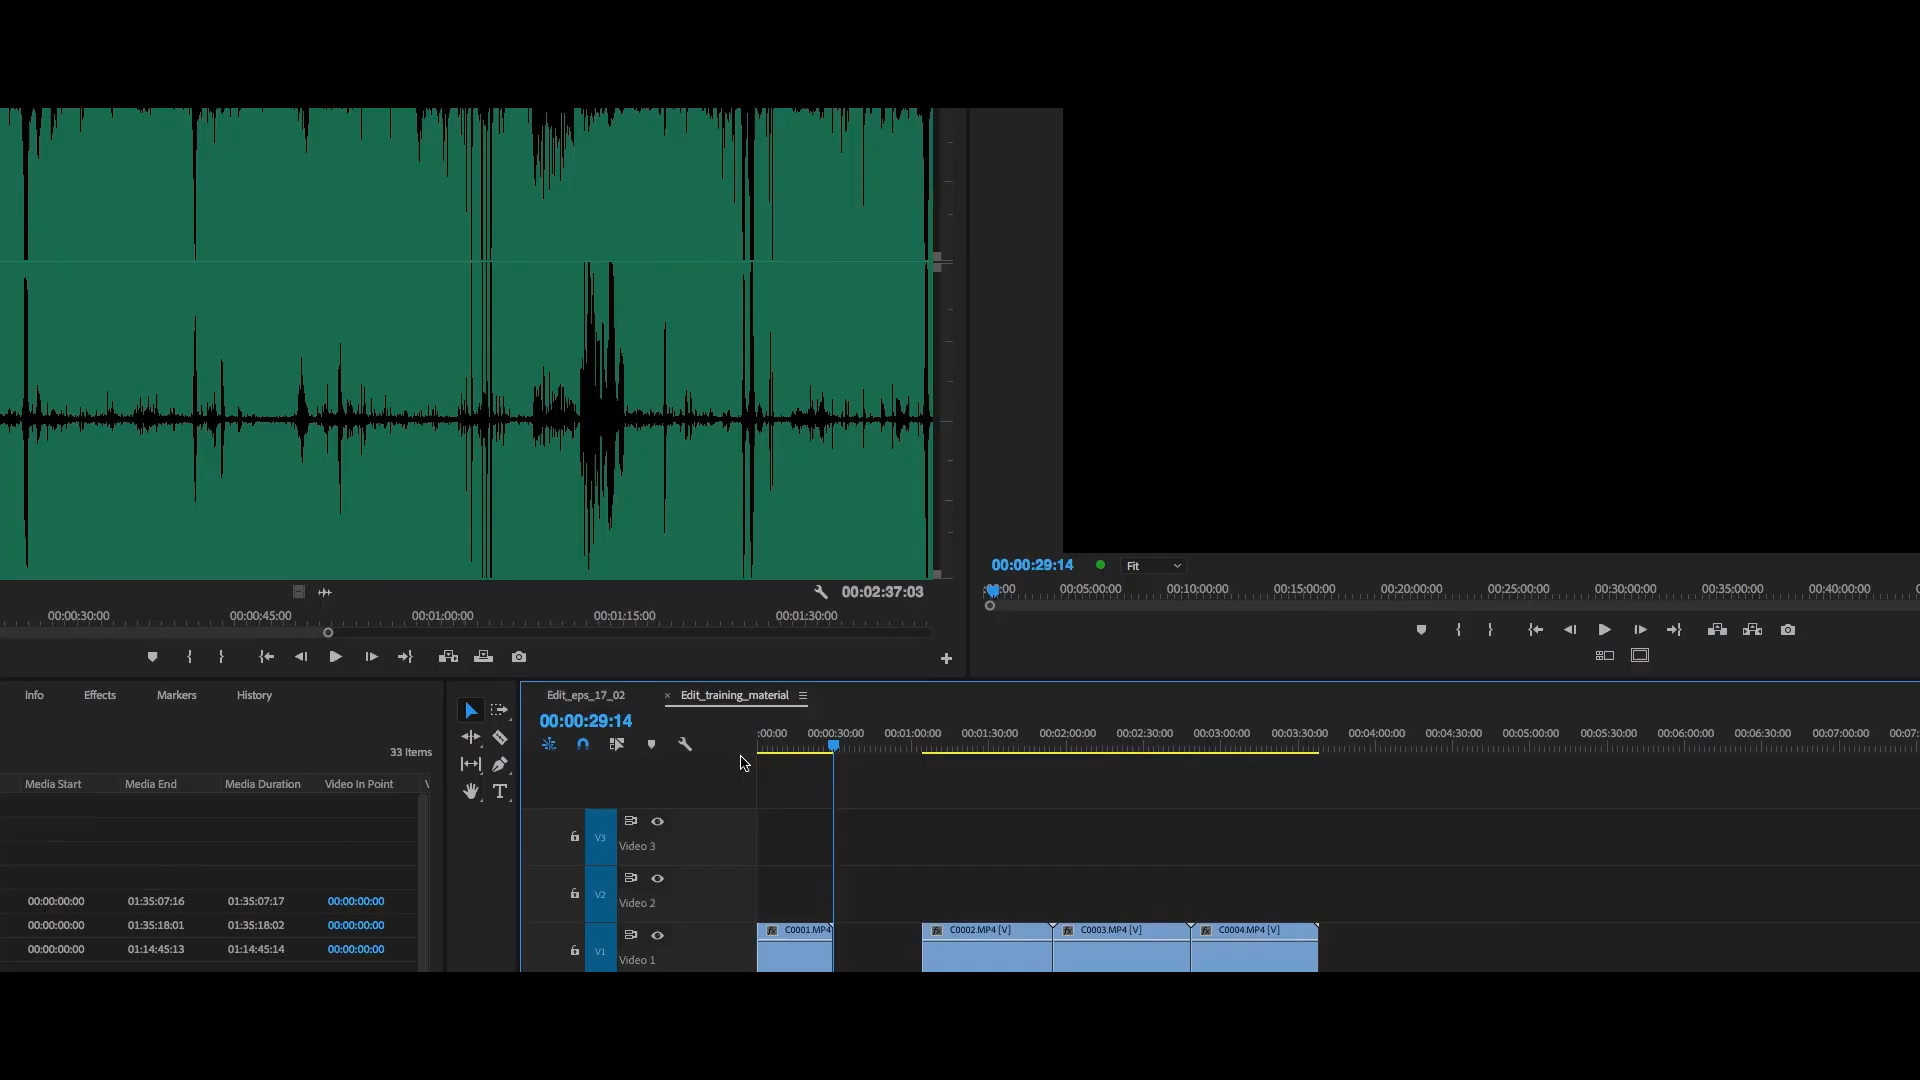 00:00:29:14
Fit
00:02:37:03
:00:00
00:05:00:00
00:10:00:00
00:15:00:00
00:20:00:00
00:25:00:00
00:30:00:00
00:35:00:00
00:40:00:00
00:00:30:00
00:00:45:00
00:01:00:00
00:01:15:00
00:01:30:00
Info
Effects
Markers
History
Edit_eps_17_02
× Edit_training_material
00:00:29:14
:00:00
00:00:30:00
00:01:00:00
00:01:30:00
00:02:00:00
00:02:30:00
00:03:00:00
00:03:30:00
00:04:00:00
00:04:30:00
00:05:00:00
00:05:30:00
00:06:00:00
00:06:30:00
00:07:00:00
00:07:
33 Items
Media Start
Media End
Media Duration
Video In Point
V
V3
Video 3
V2
Video 2
00:00:00:00
01:35:07:16
01:35:07:17
00:00:00:00
00:00:00:00
01:35:18:01
01:35:18:02
00:00:00:00
00:00:00:00
01:14:45:13
01:14:45:14
00:00:00:00
V1
Video 1
fx C0001.MP4
fx C0002.MP4 [V]
fx C0003.MP4 [V]
fx C0004.MP4 [V]